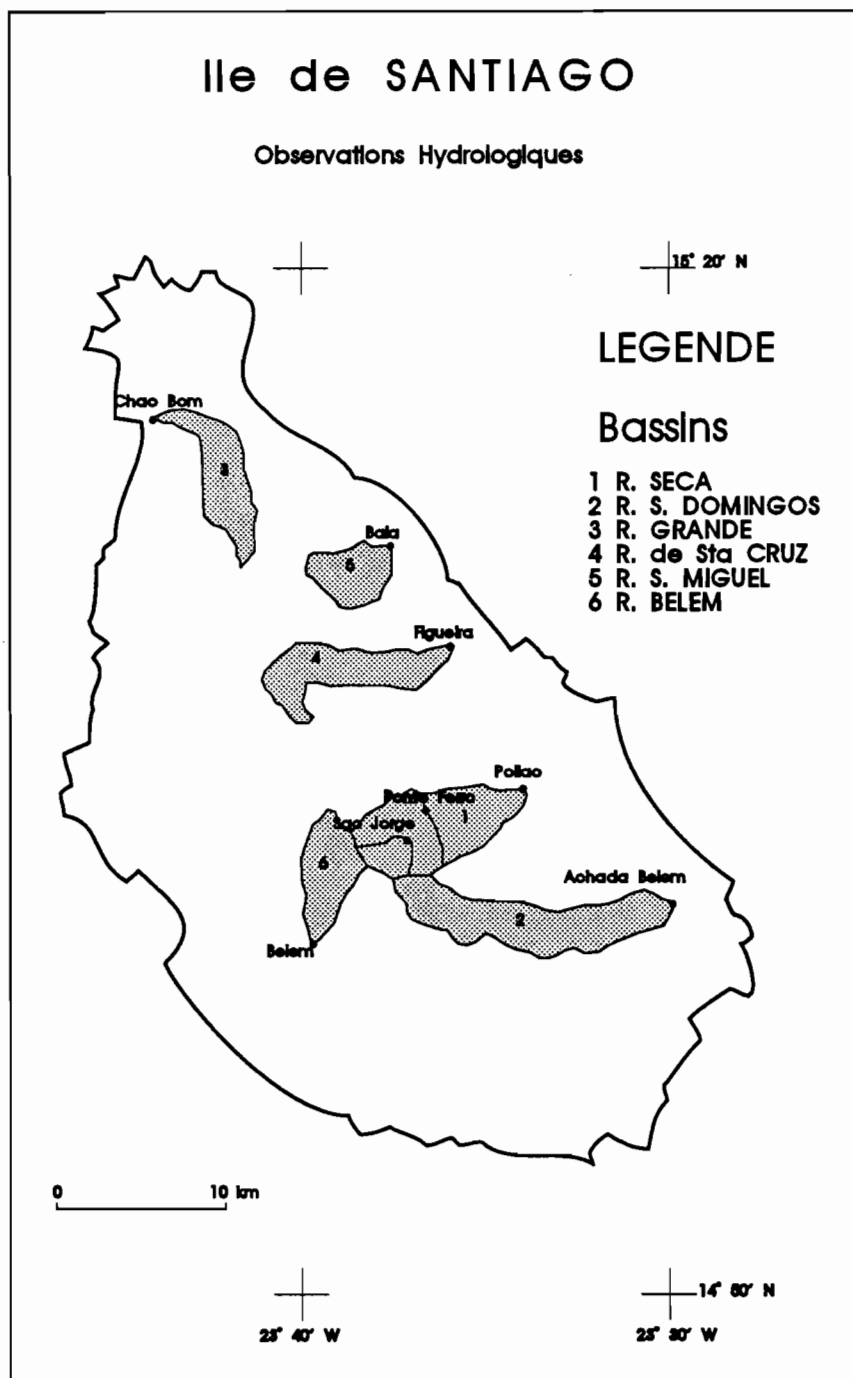 Ile de SANTIAGO
Observations Hydrologiques
15° 20' N
LEGENDE
Bassins
1 R. SECA
2 R. S. DOMINGOS
3 R. GRANDE
4 R. de Sta CRUZ
5 R. S. MIGUEL
6 R. BELEM
Chao Bom
3
Baia
5
Figueira
4
Poilao
Ponte Ferro
1
Sao Jorge
6
Achada Belem
2
Belem
0 10 km
14° 50' N
23° 40' W 23° 30' W